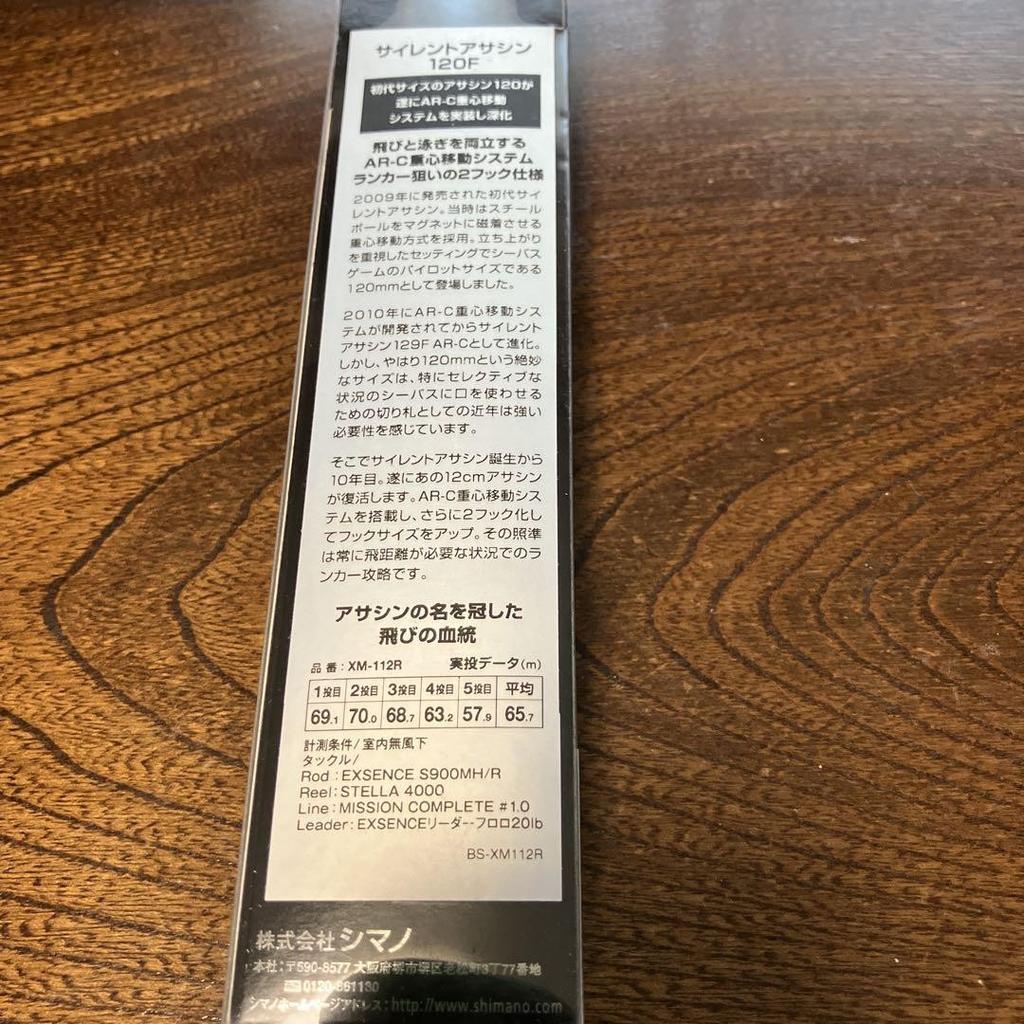 サイレントアサシン
120F
初代サイズのアサシン120が
遂にAR-C重心移動
システムを実装し深化
飛びと泳ぎを両立する
AR-C重心移動システム
ランカー狙いの2フック仕様
2009年に発売された初代サイ
レントアサシン。当時はスチール
ボールをマグネットに磁着させる
重心移動方式を採用。立ち上がり
を重視したセッティングでシーバス
ゲームのパイロットサイズである
120mmとして登場しました。
2010年にAR-C重心移動シス
テムが開発されてからサイレント
アサシン129F AR-Cとして進化。
しかし、やはり120mmという絶妙
なサイズは、特にセレクティブな
状況のシーバスに口を使わせる
ための切り札としての近年は強い
必要性を感じています。
そこでサイレントアサシン誕生から
10年目。遂にあの12cmアサシン
が復活します。AR-C重心移動シス
テムを搭載し、さらに2フック化し
てフックサイズをアップ。その照準
は常に飛距離が必要な状況でのラ
ンカー攻略です。
アサシンの名を冠した
飛びの血統
品番：XM-112R 実投データ(m)
1投目 2投目 3投目 4投目 5投目 平均
69.1 70.0 68.7 63.2 57.9 65.7
計測条件/室内無風下
タックル/
Rod：EXSENCE S900MH/R
Reel：STELLA 4000
Line：MISSION COMPLETE #1.0
Leader：EXSENCEリーダーフロロ20lb
BS-XM112R
株式会社シマノ
本社：〒590-8577 大阪府堺市堺区老松町3丁77番地
0120-861130
シマノホームページアドレス：http://www.shimano.com